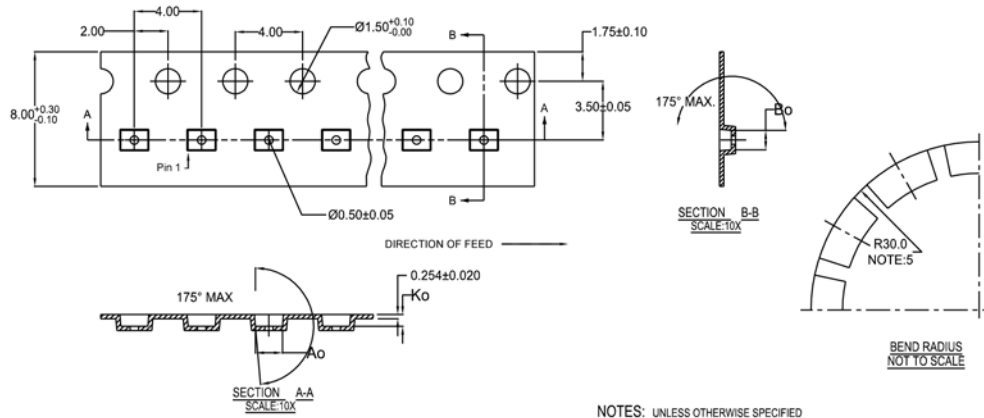 4.00
2.00
4.00
Ø1.50+0.10
-0.00
B
1.75±0.10
8.00+0.30
-0.10
A
A
3.50±0.05
Pin 1
Ø0.50±0.05
B
175° MAX.
Bo
SECTION B-B
SCALE:10X
DIRECTION OF FEED
R30.0
NOTE:5
0.254±0.020
175° MAX
Ko
Ao
SECTION A-A
SCALE:10X
BEND RADIUS
NOT TO SCALE
NOTES: UNLESS OTHERWISE SPECIFIED